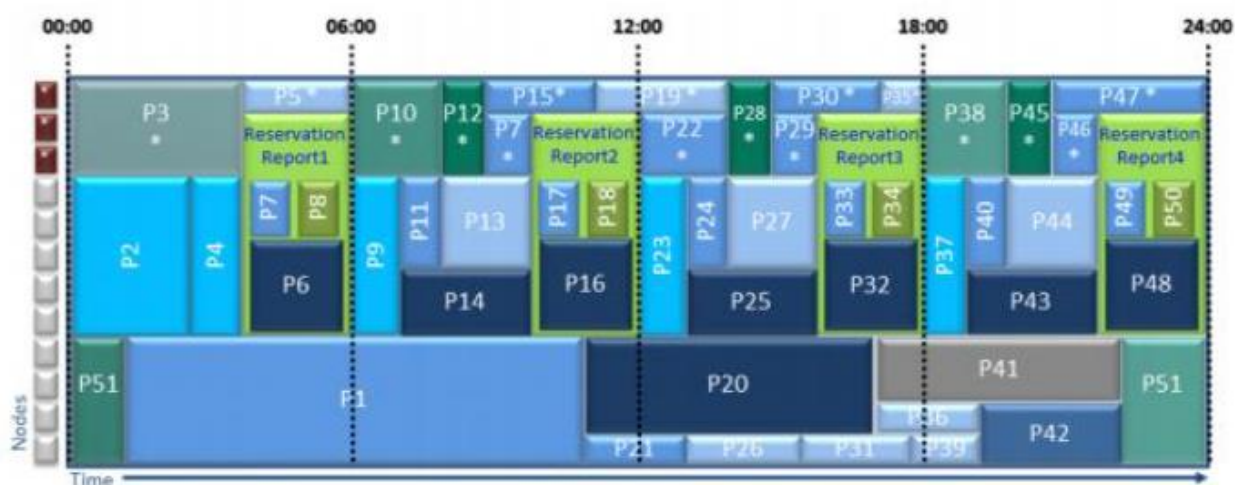 00:00 06:00 12:00 18:00 24:00
P3 * P5 * P10 * P12 * P15* P19 * P28 * P30 * P35* P38 * P45 * P47 *
P7 * P22 * P29 * P46 *
Reservation Report1
Reservation Report2
Reservation Report3
Reservation Report4
P2 P4 P7 P8 P9 P11 P13 P17 P18 P23 P24 P27 P33 P34 P37 P40 P44 P49 P50
P6 P14 P16 P25 P32 P43 P48
P51 P1 P20 P41 P51
P36 P42
P21 P26 P31 P39
Nodes
Time